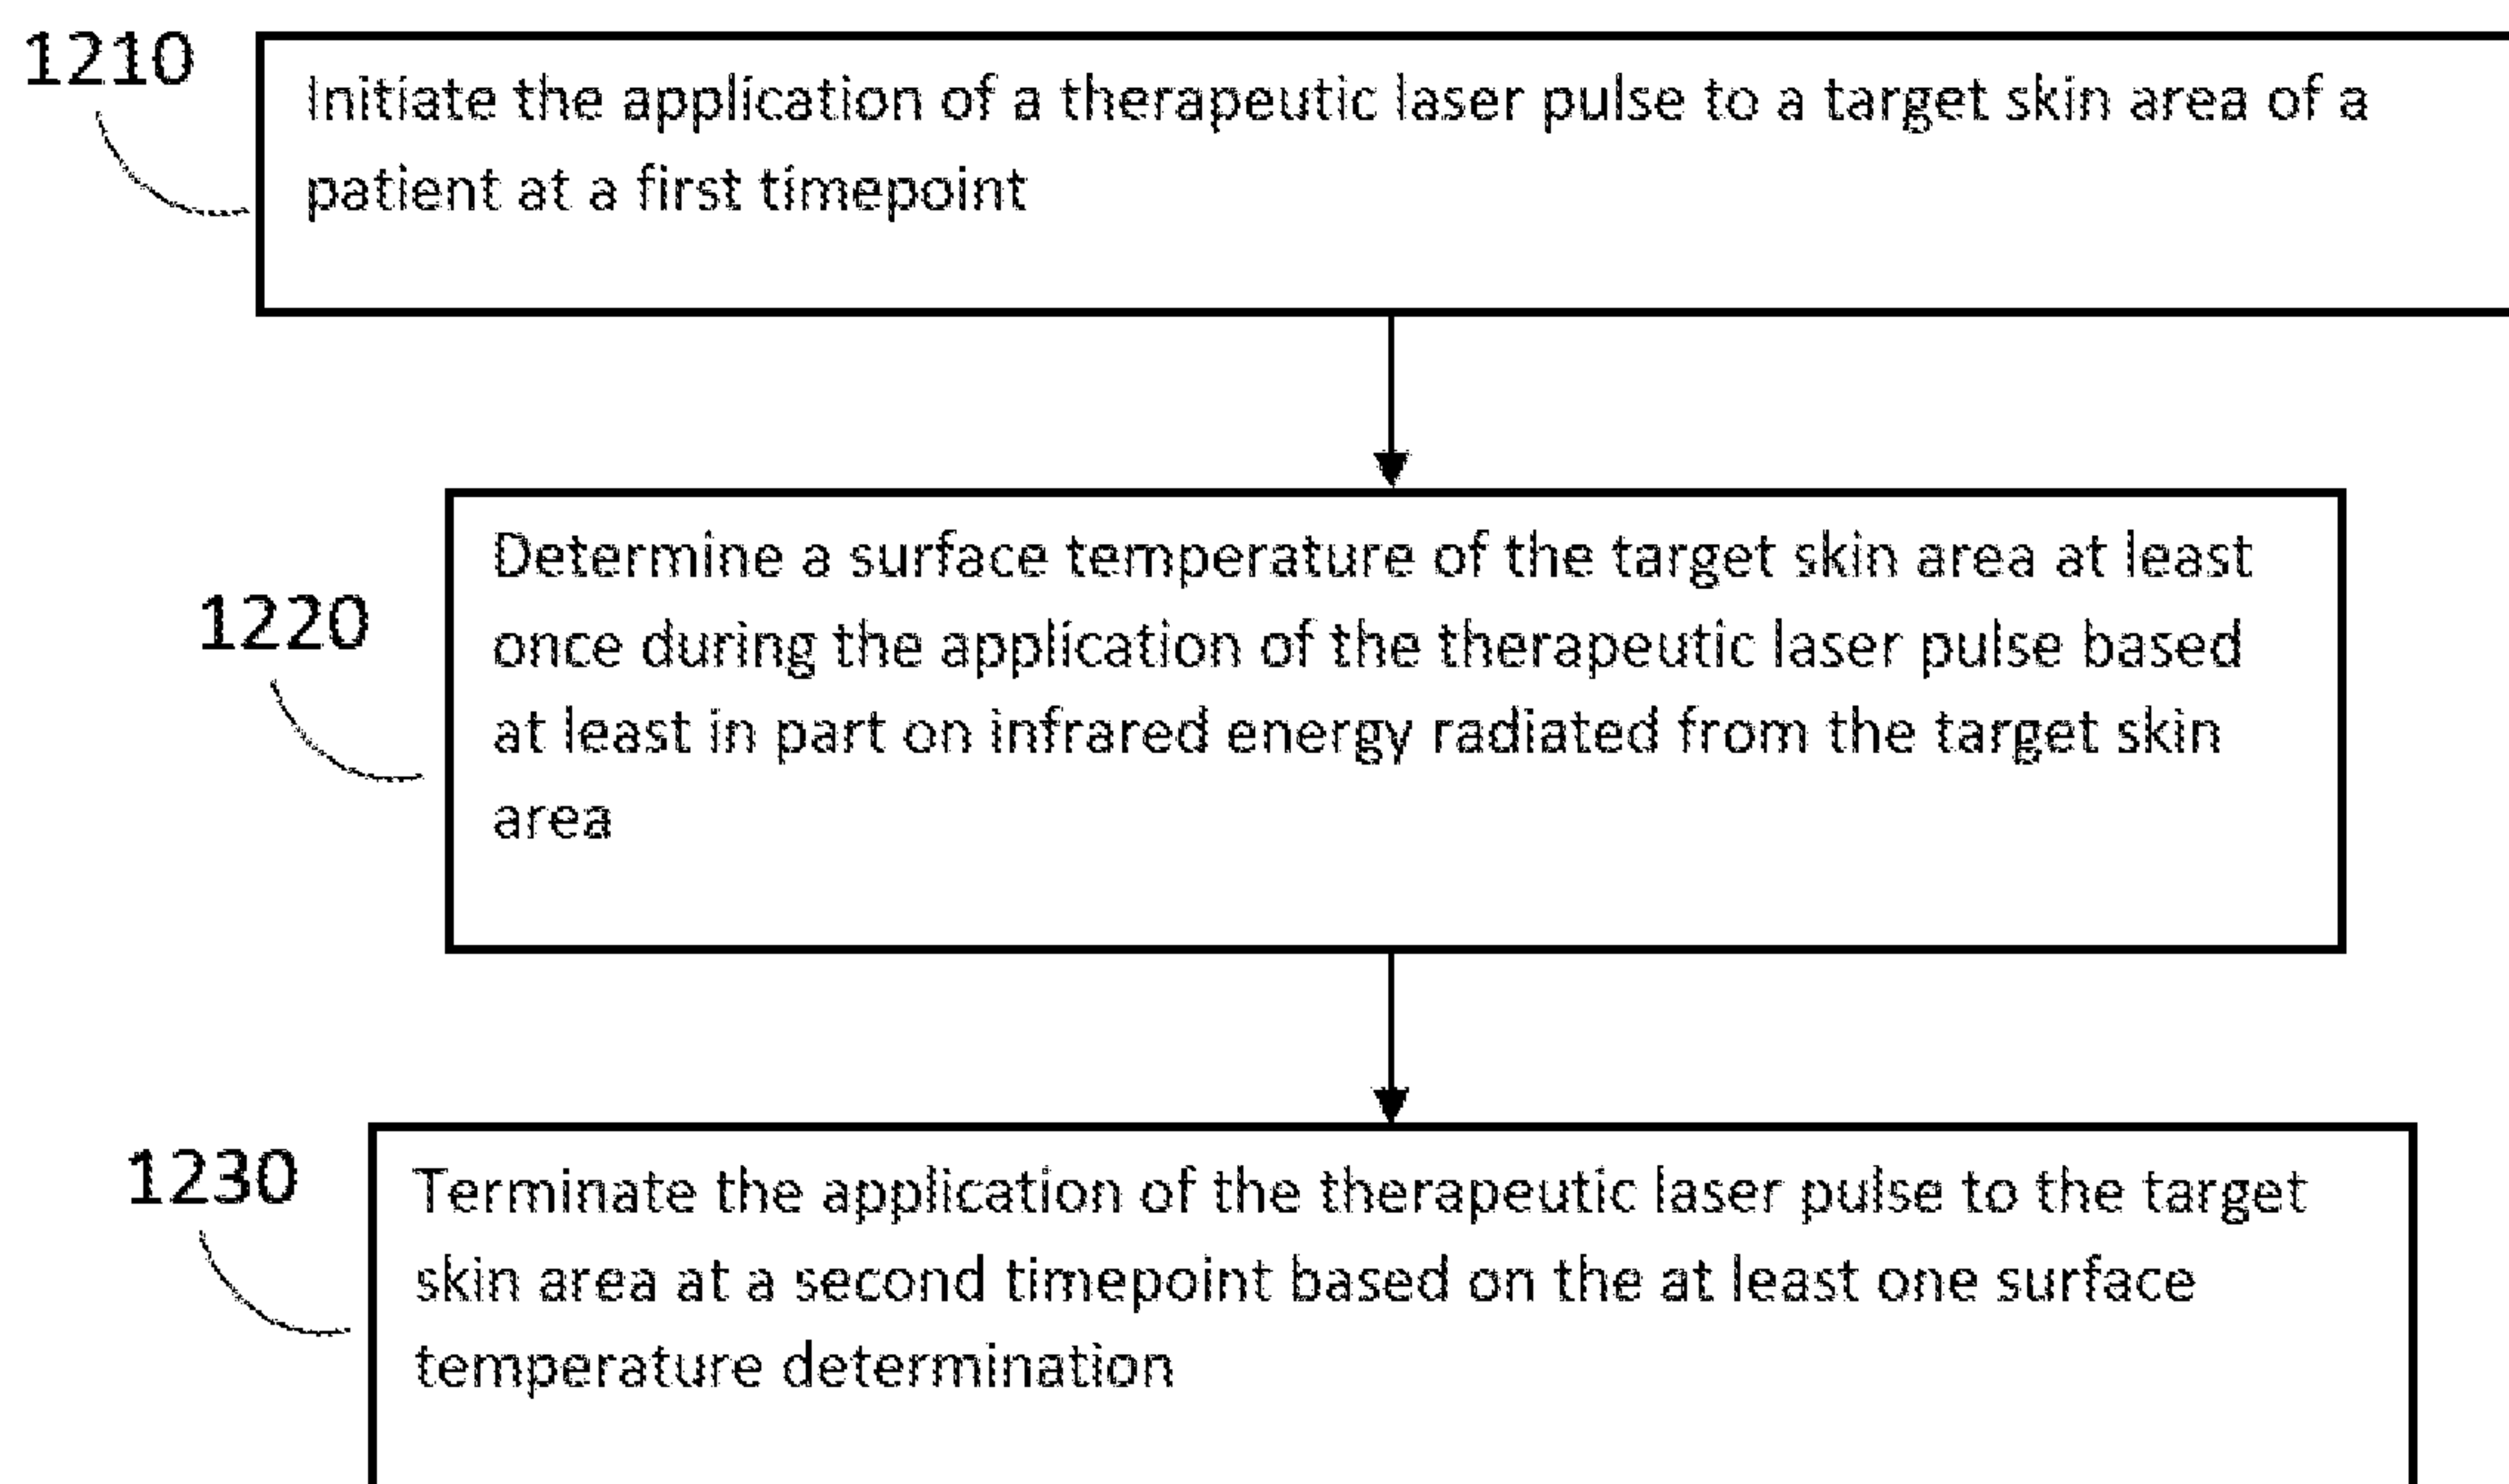 1210
Initiate the application of a therapeutic laser pulse to a target skin area of a
patient at a first timepoint
1220
Determine a surface temperature of the target skin area at least
once during the application of the therapeutic laser pulse based
at least in part on infrared energy radiated from the target skin
area
1230
Terminate the application of the therapeutic laser pulse to the target
skin area at a second timepoint based on the at least one surface
temperature determination